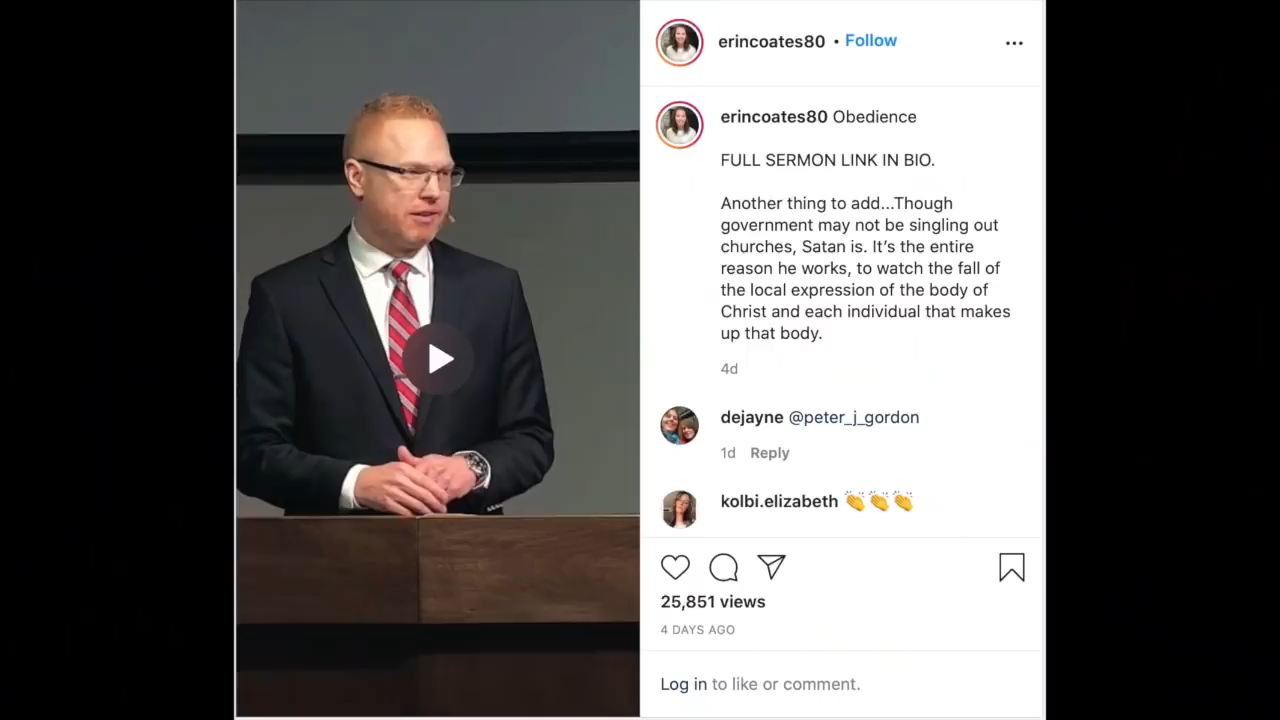 erincoates80 • Follow
erincoates80 Obedience
FULL SERMON LINK IN BIO.
Another thing to add...Though
government may not be singling out
churches, Satan is. It’s the entire
reason he works, to watch the fall of
the local expression of the body of
Christ and each individual that makes
up that body.
4d
dejayne @peter_j_gordon
1d Reply
kolbi.elizabeth 👏👏👏
25,851 views
4 DAYS AGO
Log in to like or comment.